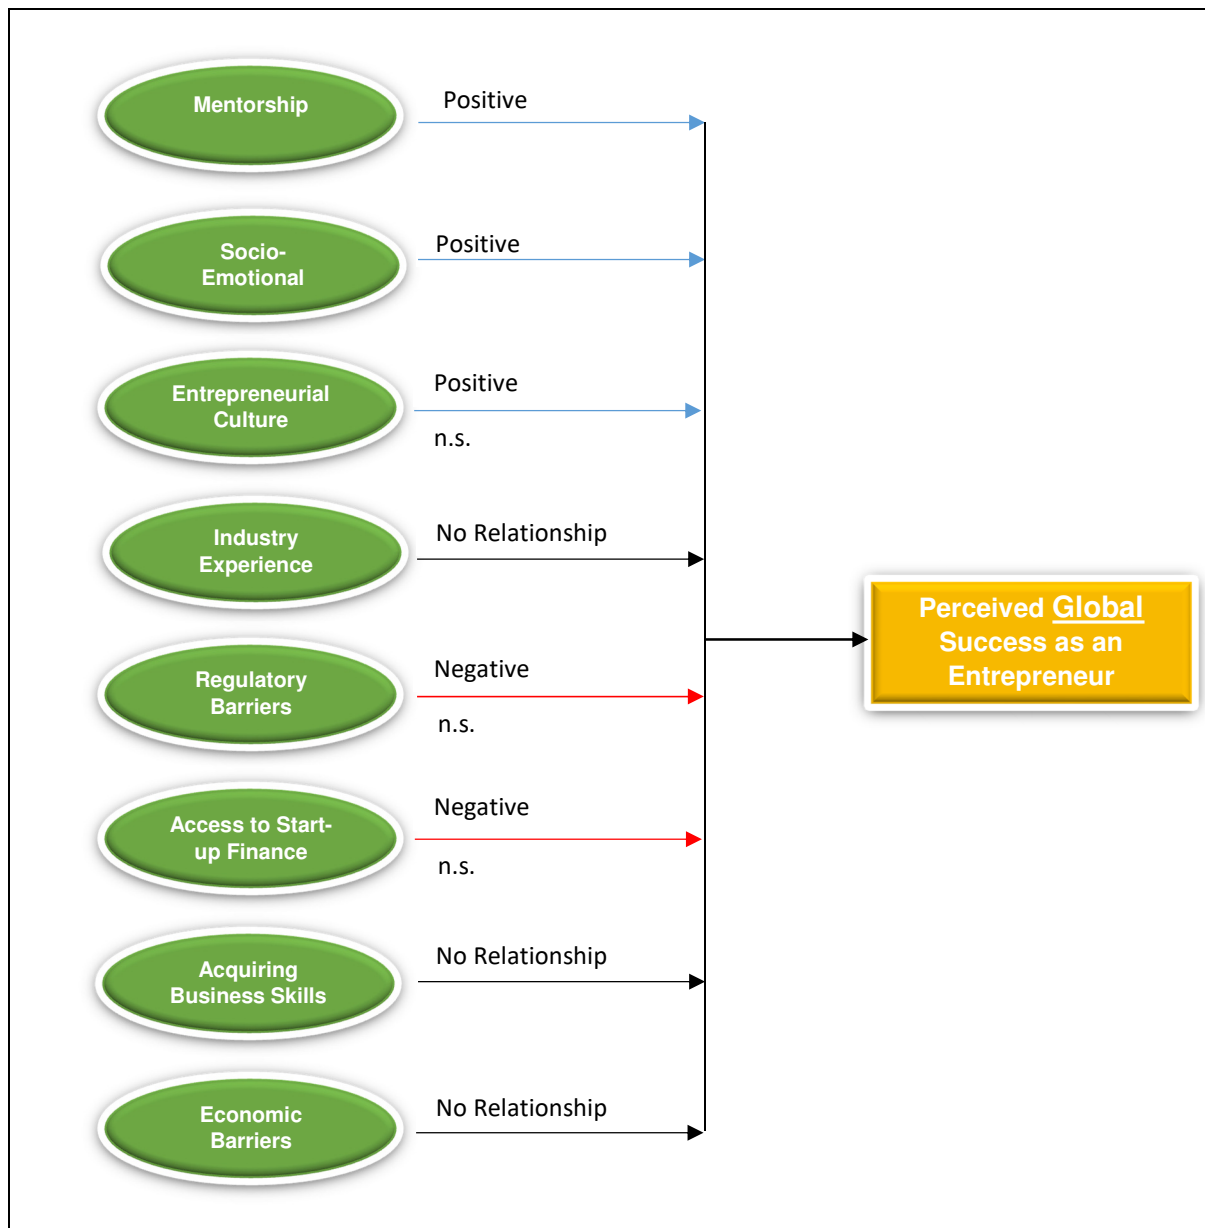 Mentorship
Positive
Socio-
Emotional
Positive
Entrepreneurial
Culture
Positive
n.s.
Industry
Experience
No Relationship
Regulatory
Barriers
Negative
n.s.
Access to Start-
up Finance
Negative
n.s.
Acquiring
Business Skills
No Relationship
Economic
Barriers
No Relationship
Perceived Global
Success as an
Entrepreneur